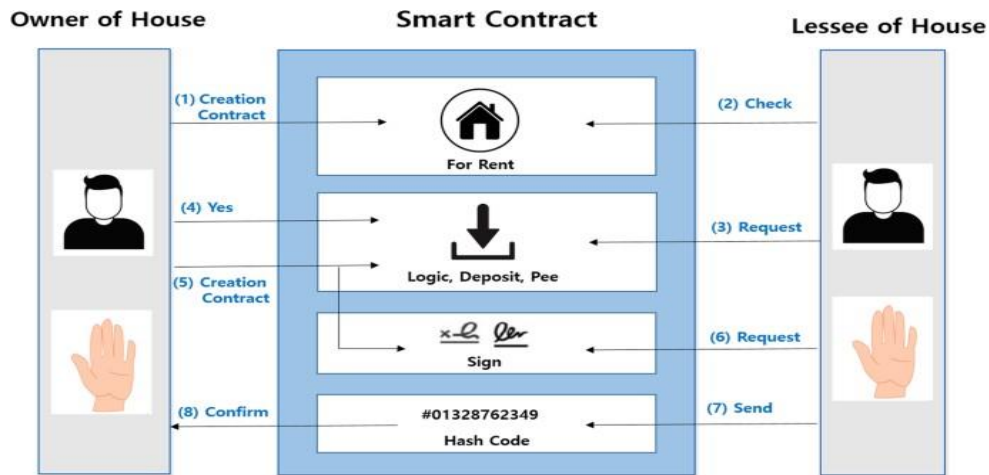 Owner of House
Smart Contract
Lessee of House
(1) Creation
Contract
(2) Check
For Rent
(4) Yes
(3) Request
Logic, Deposit, Pee
(5) Creation
Contract
(6) Request
Sign
(7) Send
(8) Confirm
#01328762349
Hash Code